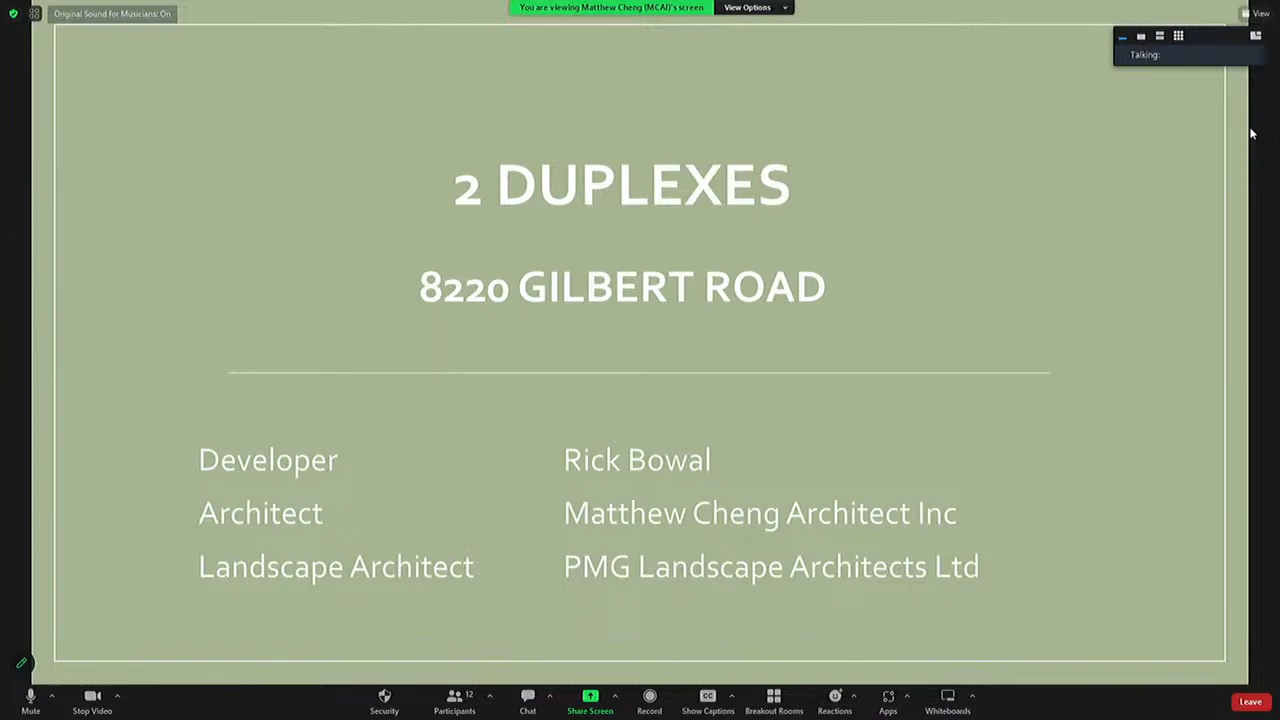 Original Sound for Musicians: On
You are viewing Matthew Cheng (MCAI)'s screen
View Options
View
Talking:
2 DUPLEXES
8220 GILBERT ROAD
Developer Rick Bowal
Architect Matthew Cheng Architect Inc
Landscape Architect PMG Landscape Architects Ltd
Mute
Stop Video
Security
12
Participants
Chat
Share Screen
Record
CC
Show Captions
Breakout Rooms
Reactions
Apps
Whiteboards
Leave